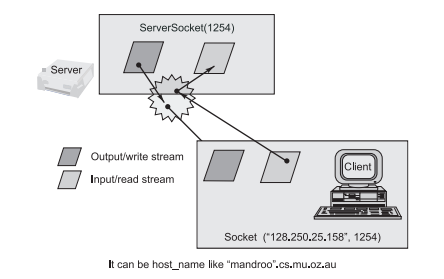 ServerSocket(1254)
Server
Output/write stream
Input/read stream
Client
Socket ("128.250.25.158", 1254)
It can be host_name like "mandroo".cs.mu.oz.au